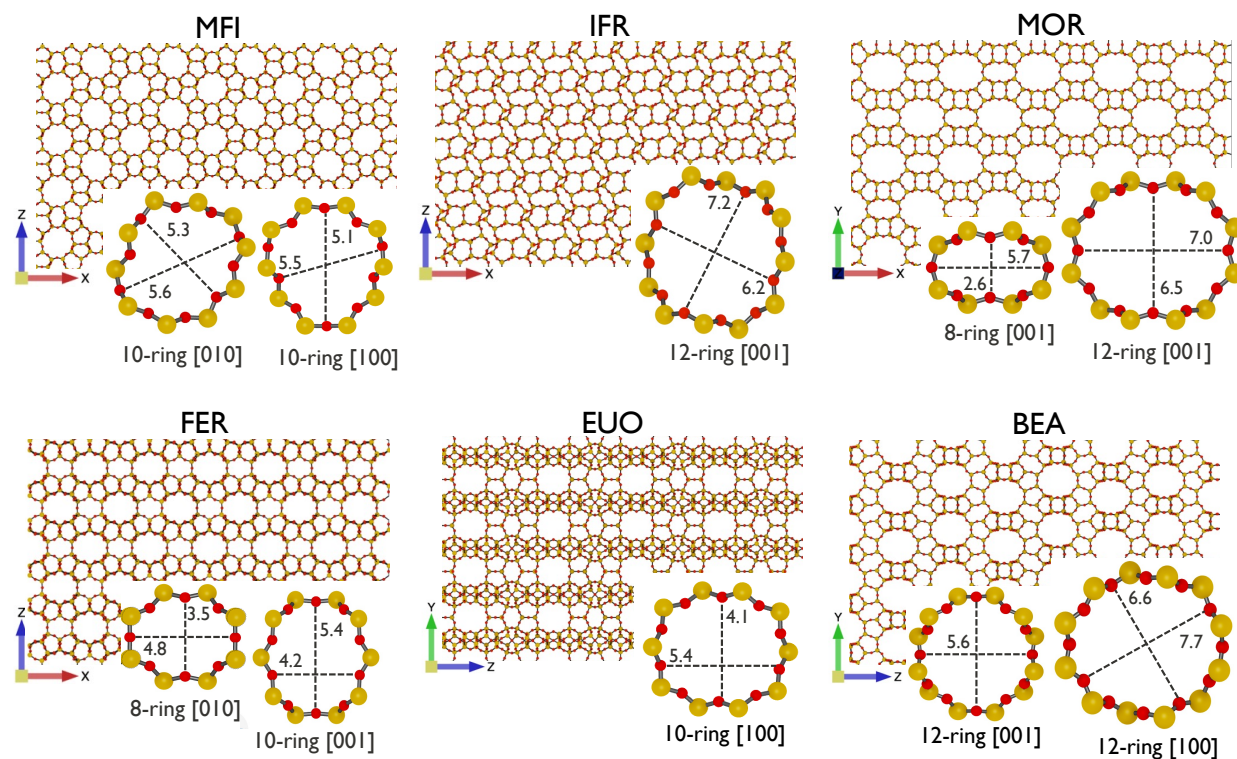 MFI
IFR
MOR
Z
X
5.3
5.6
5.1
5.5
10-ring [010]
10-ring [100]
Z
X
7.2
6.2
12-ring [001]
Y
X
5.7
2.6
8-ring [001]
7.0
6.5
12-ring [001]
FER
EUO
BEA
Z
X
3.5
4.8
8-ring [010]
5.4
4.2
10-ring [001]
Y
Z
4.1
5.4
10-ring [100]
Y
Z
5.6
12-ring [001]
6.6
7.7
12-ring [100]